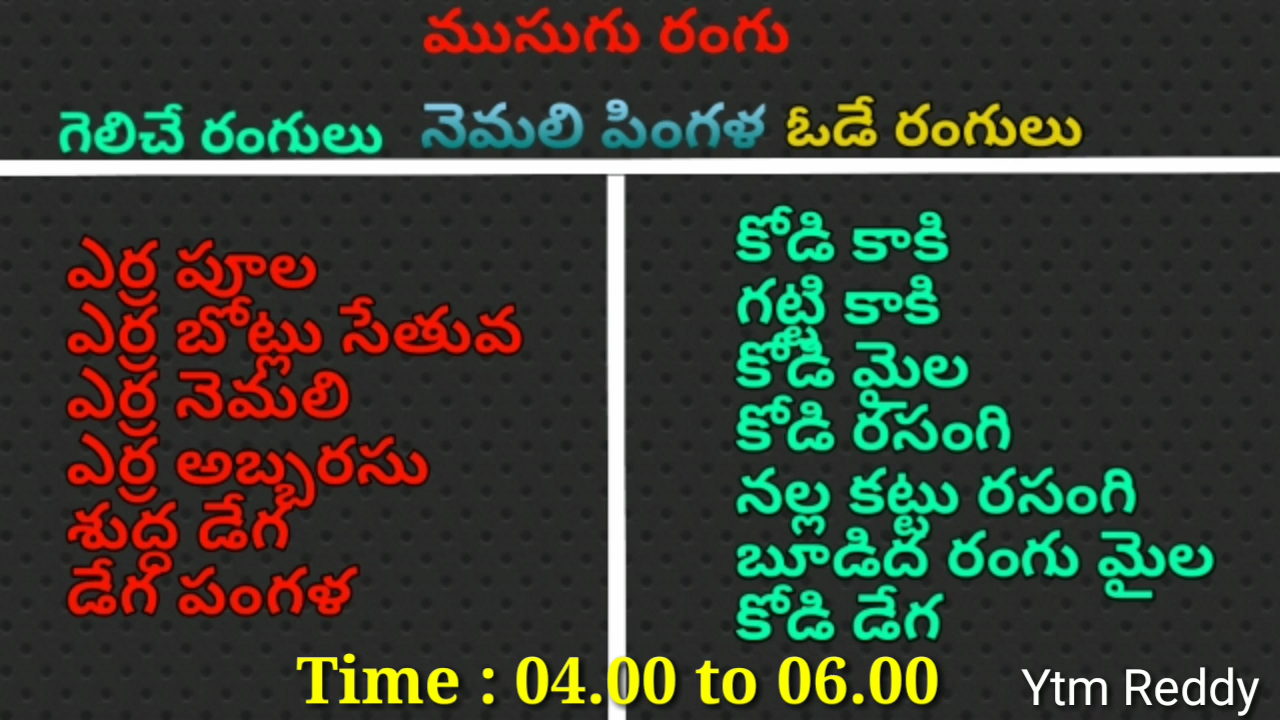 ముసుగు రంగు
గెలిచే రంగులు నెమలి పింగళ ఓడే రంగులు
ఎర్ర పూల
ఎర్ర బోట్లు సేతువ
ఎర్ర నెమలి
ఎర్ర అబ్బరసు
శుద్ధ డేగ
డేగ పంగళ
కోడి కాకి
గట్టి కాకి
కోడి మైల
కోడి రసంగి
నల్ల కట్టు రసంగి
బూడిద రంగు మైల
కోడి డేగ
Time : 04.00 to 06.00
Ytm Reddy